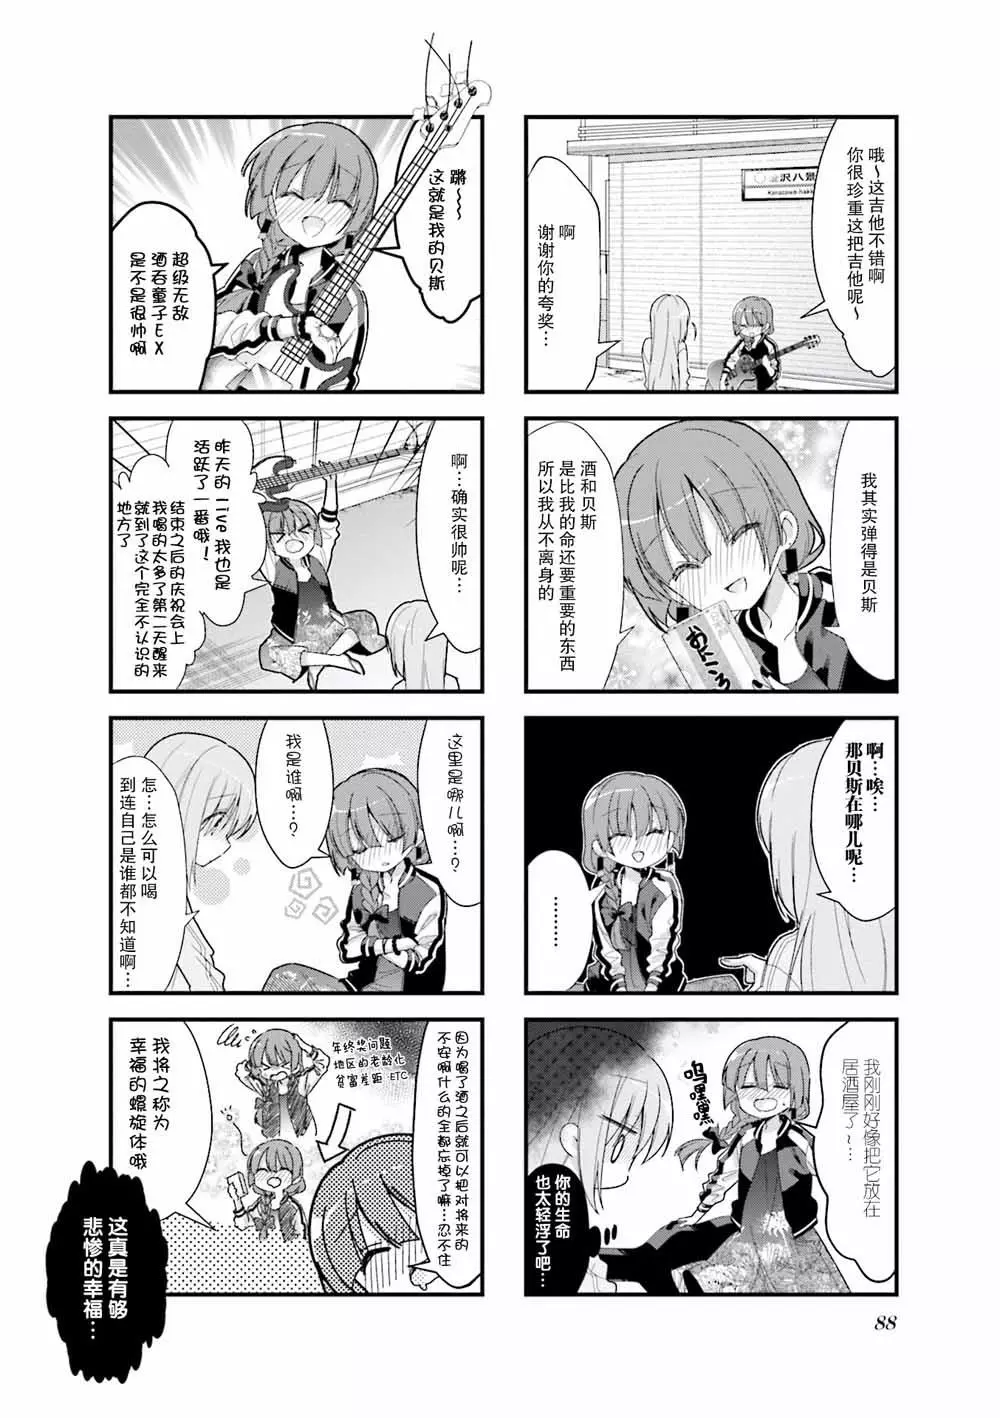 哦～这吉他不错啊
你很珍重这把吉他呢～
沢八景
Kanazawa-hakk
啊
谢谢你的夸奖…
我其实弹得是贝斯
酒和贝斯
是比我的命还要重要的东西
所以我从不离身的
おにころ
啊…唉…
那贝斯在哪儿呢…
………
我刚刚好像把它放在
居酒屋了～…
呜嘿嘿
你的生命
也太轻浮了吧…
88
锵～～
这就是我的贝斯
超级无敌
酒吞童子EX
是不是很帅啊
啊…确实很帅呢…
昨天的live我也是
活跃了一番哦！
结束之后的庆祝会上
我喝的太多了第二天醒来
就到了这个完全不认识的
地方了
这里是哪儿啊…？
我是谁啊…？
怎…怎么可以喝
到连自己是谁都不知道啊…
因为喝了酒之后就可以把对将来的
不安啊什么的全都忘掉了嘛…忍不住
年终奖问题
地区的老龄化
贫富差距·ETC
我将之称为
幸福的螺旋体哦
这真是有够
悲惨的幸福…